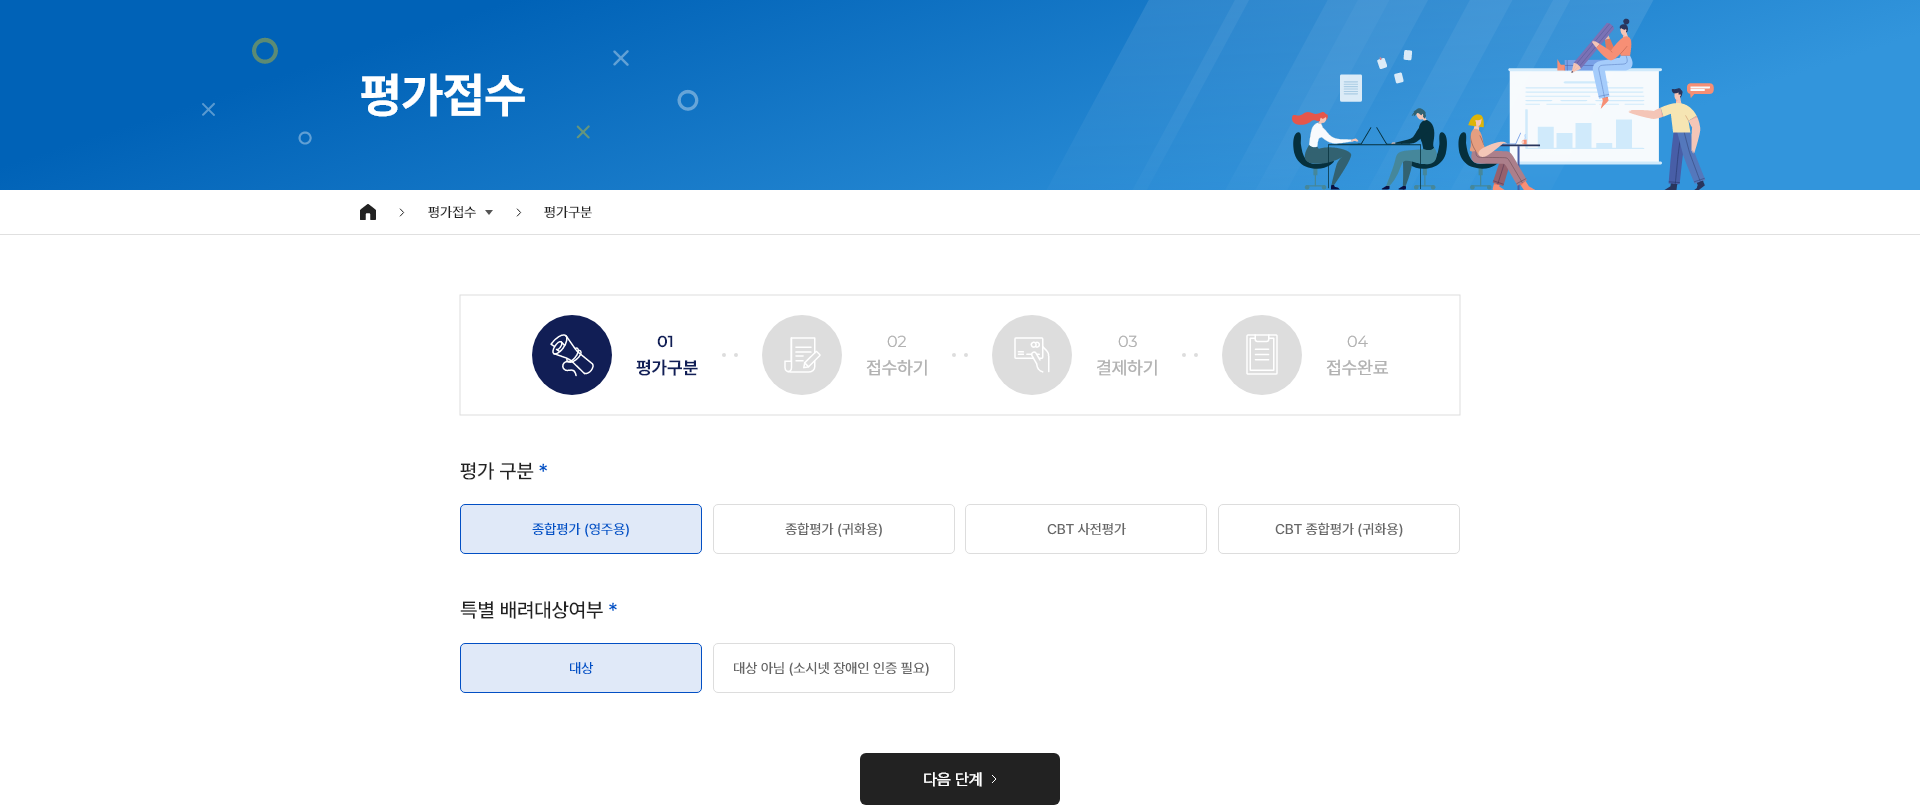 평가접수
평가접수
평가구분
01
평가구분
02
접수하기
03
결제하기
04
접수완료
평가 구분 *
종합평가 (영주용)
종합평가 (귀화용)
CBT 사전평가
CBT 종합평가 (귀화용)
특별 배려대상여부 *
대상
대상 아님 (소시넷 장애인 인증 필요)
다음 단계